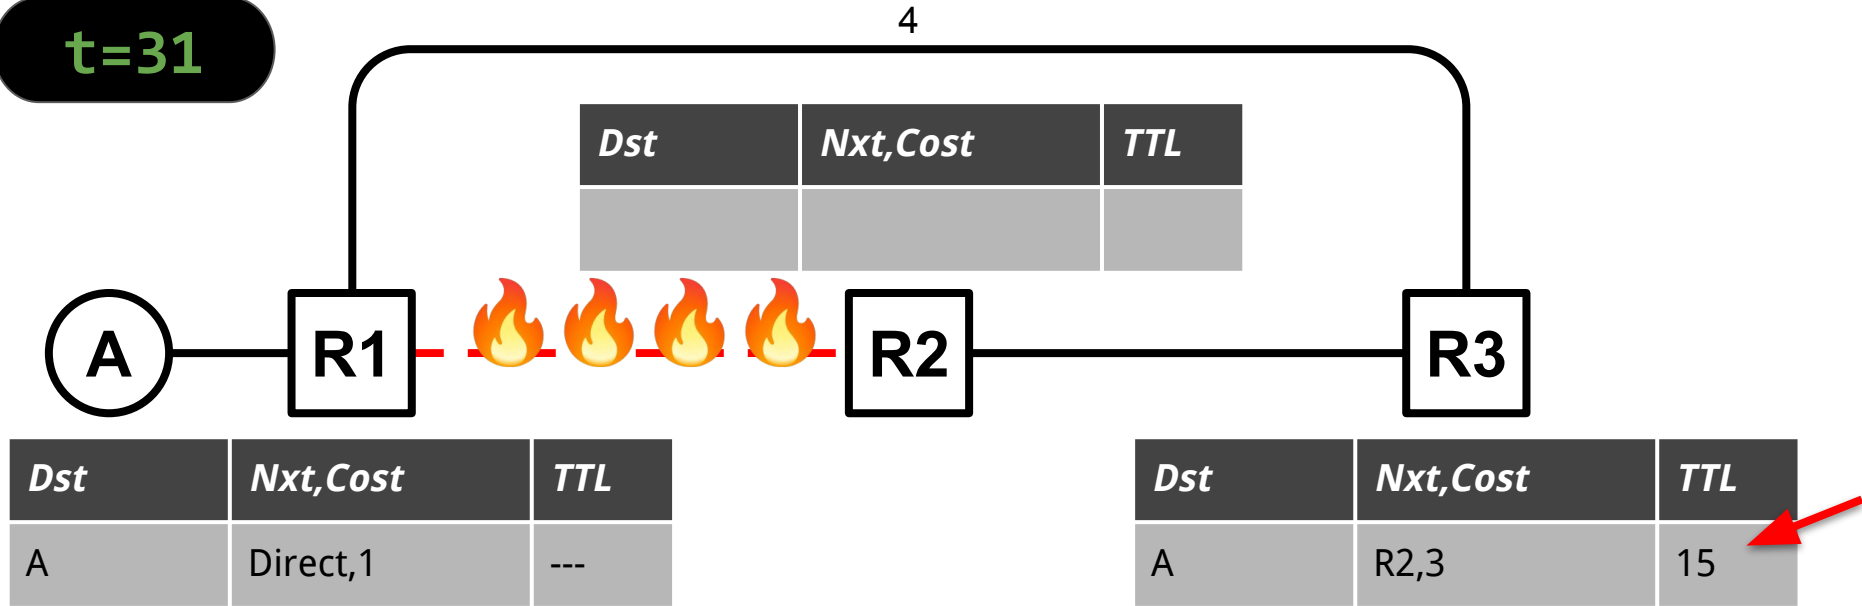 t=31
4
Dst Nxt,Cost TTL
A R1 R2 R3
Dst Nxt,Cost TTL
A Direct,1 ---
Dst Nxt,Cost TTL
A R2,3 15